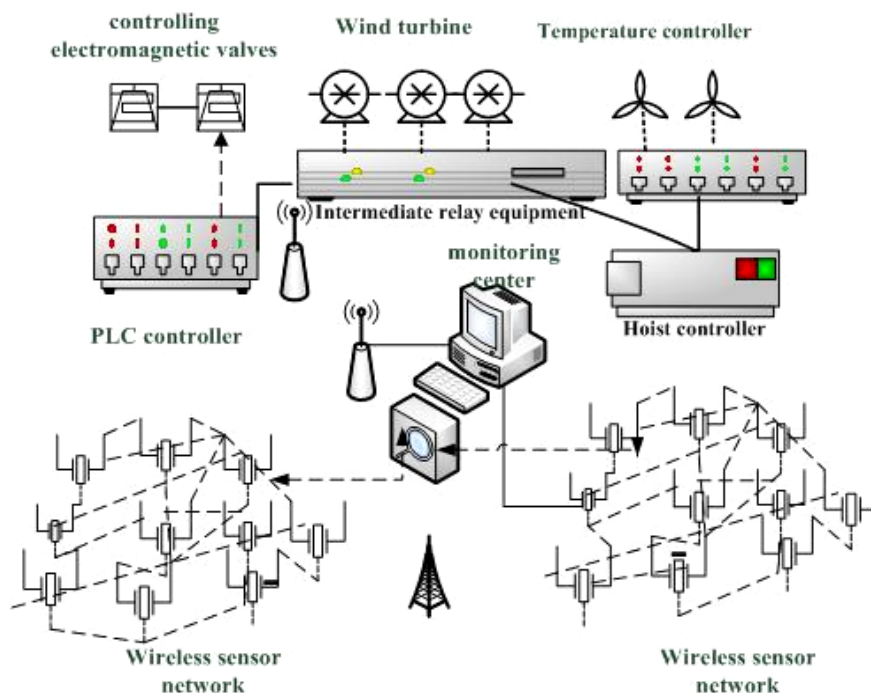 controlling
electromagnetic valves
Wind turbine
Temperature controller
Intermediate relay equipment
monitoring
center
PLC controller
Hoist controller
Wireless sensor
network
Wireless sensor
network